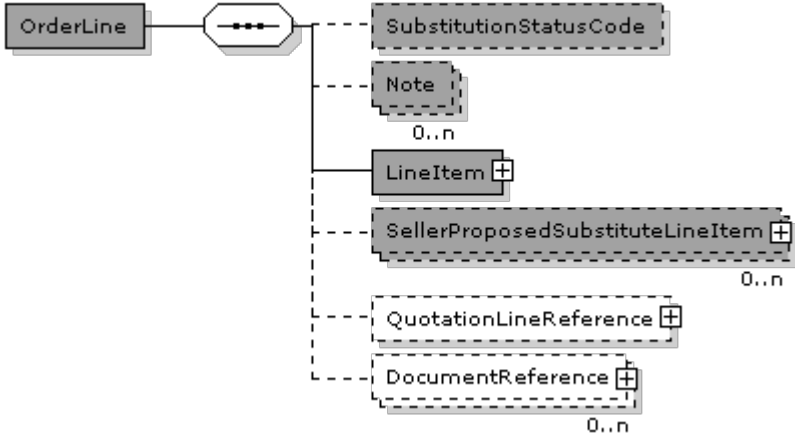 OrderLine
SubstitutionStatusCode
Note
0..n
LineItem
SellerProposedSubstituteLineItem
0..n
QuotationLineReference
DocumentReference
0..n